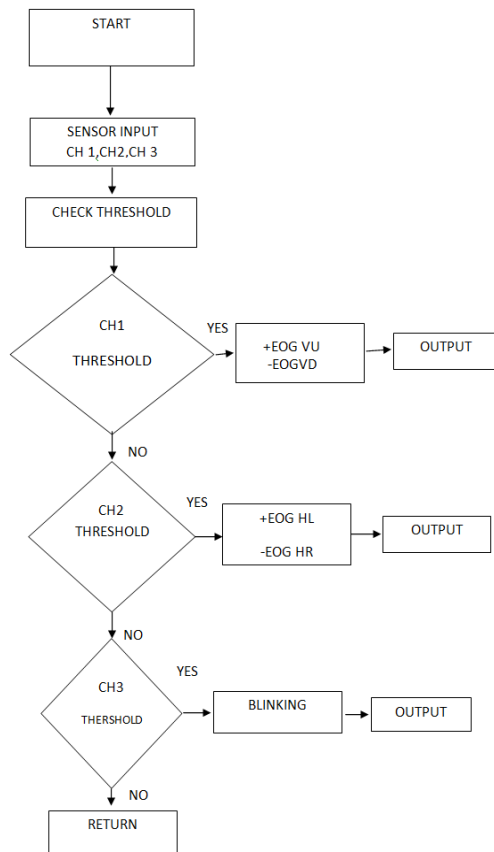 START
SENSOR INPUT
CH 1,CH2,CH 3
CHECK THRESHOLD
CH1
THRESHOLD
YES
+EOG VU
-EOGVD
OUTPUT
NO
CH2
THRESHOLD
YES
+EOG HL
-EOG HR
OUTPUT
NO
CH3
THERSHOLD
YES
BLINKING
OUTPUT
NO
RETURN